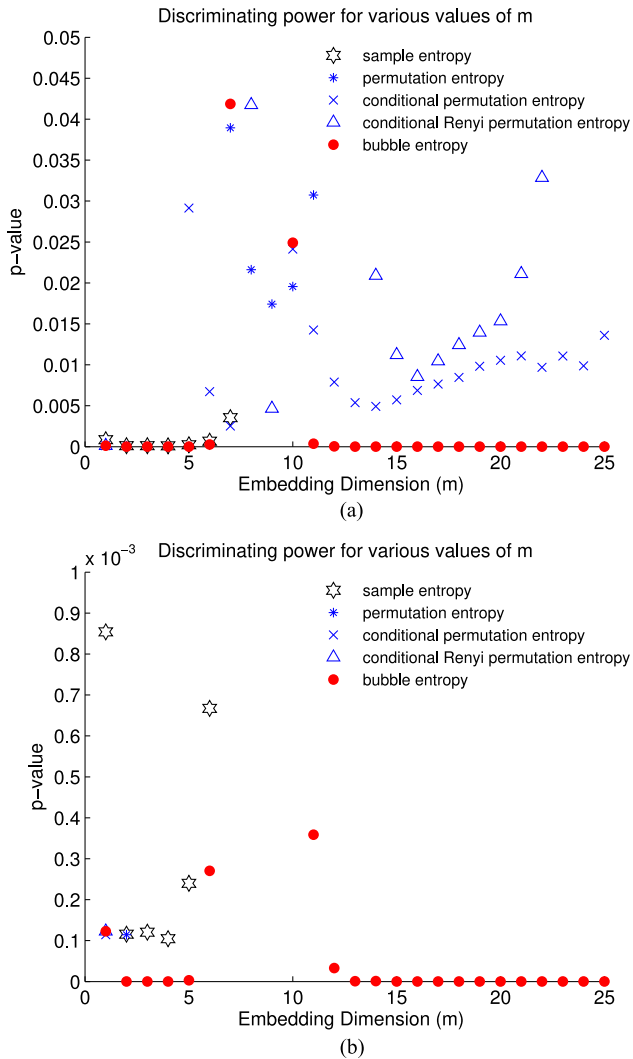 Discriminating power for various values of m
0.05
0.045
0.04
0.035
0.03
0.025
0.02
0.015
0.01
0.005
0
p−value
sample entropy
permutation entropy
conditional permutation entropy
conditional Renyi permutation entropy
bubble entropy
0 5 10 15 20 25
Embedding Dimension (m)
(a)
Discriminating power for various values of m
x 10⁻³
1
0.9
0.8
0.7
0.6
0.5
0.4
0.3
0.2
0.1
0
p−value
sample entropy
permutation entropy
conditional permutation entropy
conditional Renyi permutation entropy
bubble entropy
0 5 10 15 20 25
Embedding Dimension (m)
(b)